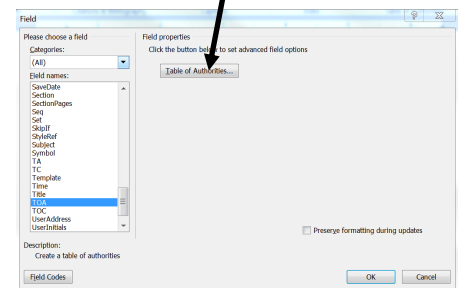 Field
Please choose a field
Categories:
(All)
Field names:
SaveDate
Section
SectionPages
Seq
Set
SkipIf
StyleRef
Subject
Symbol
TA
TC
Template
Time
Title
TOA
TOC
UserAddress
UserInitials
Field properties
Click the button below to set advanced field options
Table of Authorities...
Preserve formatting during updates
Description:
Create a table of authorities
Field Codes
OK
Cancel